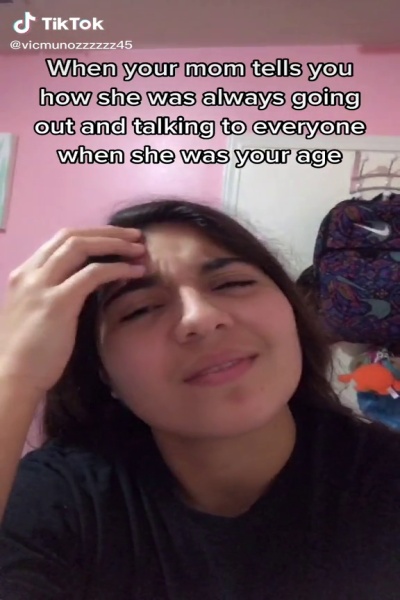 TikTok
@vicmunozzzzzz45
When your mom tells you
how she was always going
out and talking to everyone
when she was your age